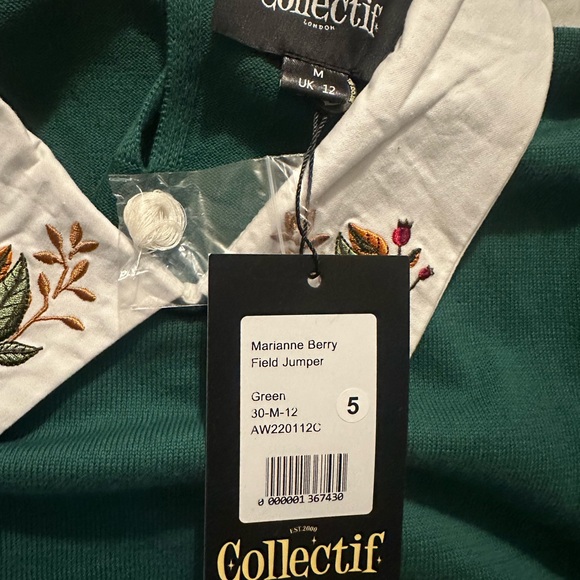 Collectif
LONDON
M
UK 12
Marianne Berry
Field Jumper
Green
30-M-12
AW220112C
5
0 000001 367430
EST.2000
Collectif